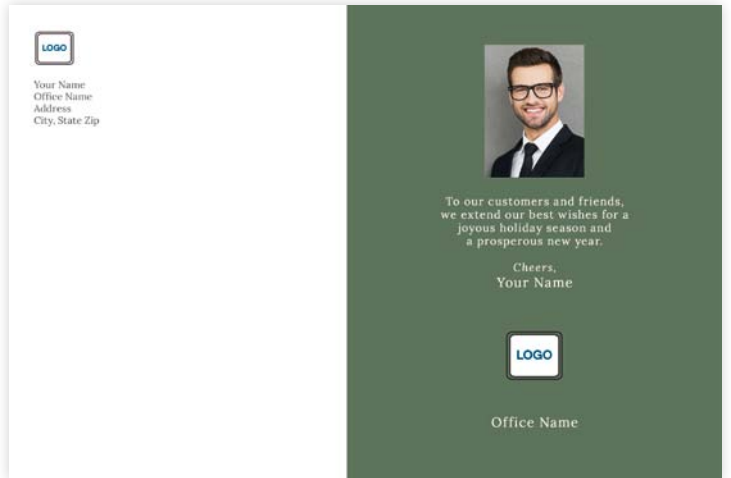 LOGO
Your Name
Office Name
Address
City, State Zip
To our customers and friends,
we extend our best wishes for a
joyous holiday season and
a prosperous new year.
Cheers,
Your Name
LOGO
Office Name